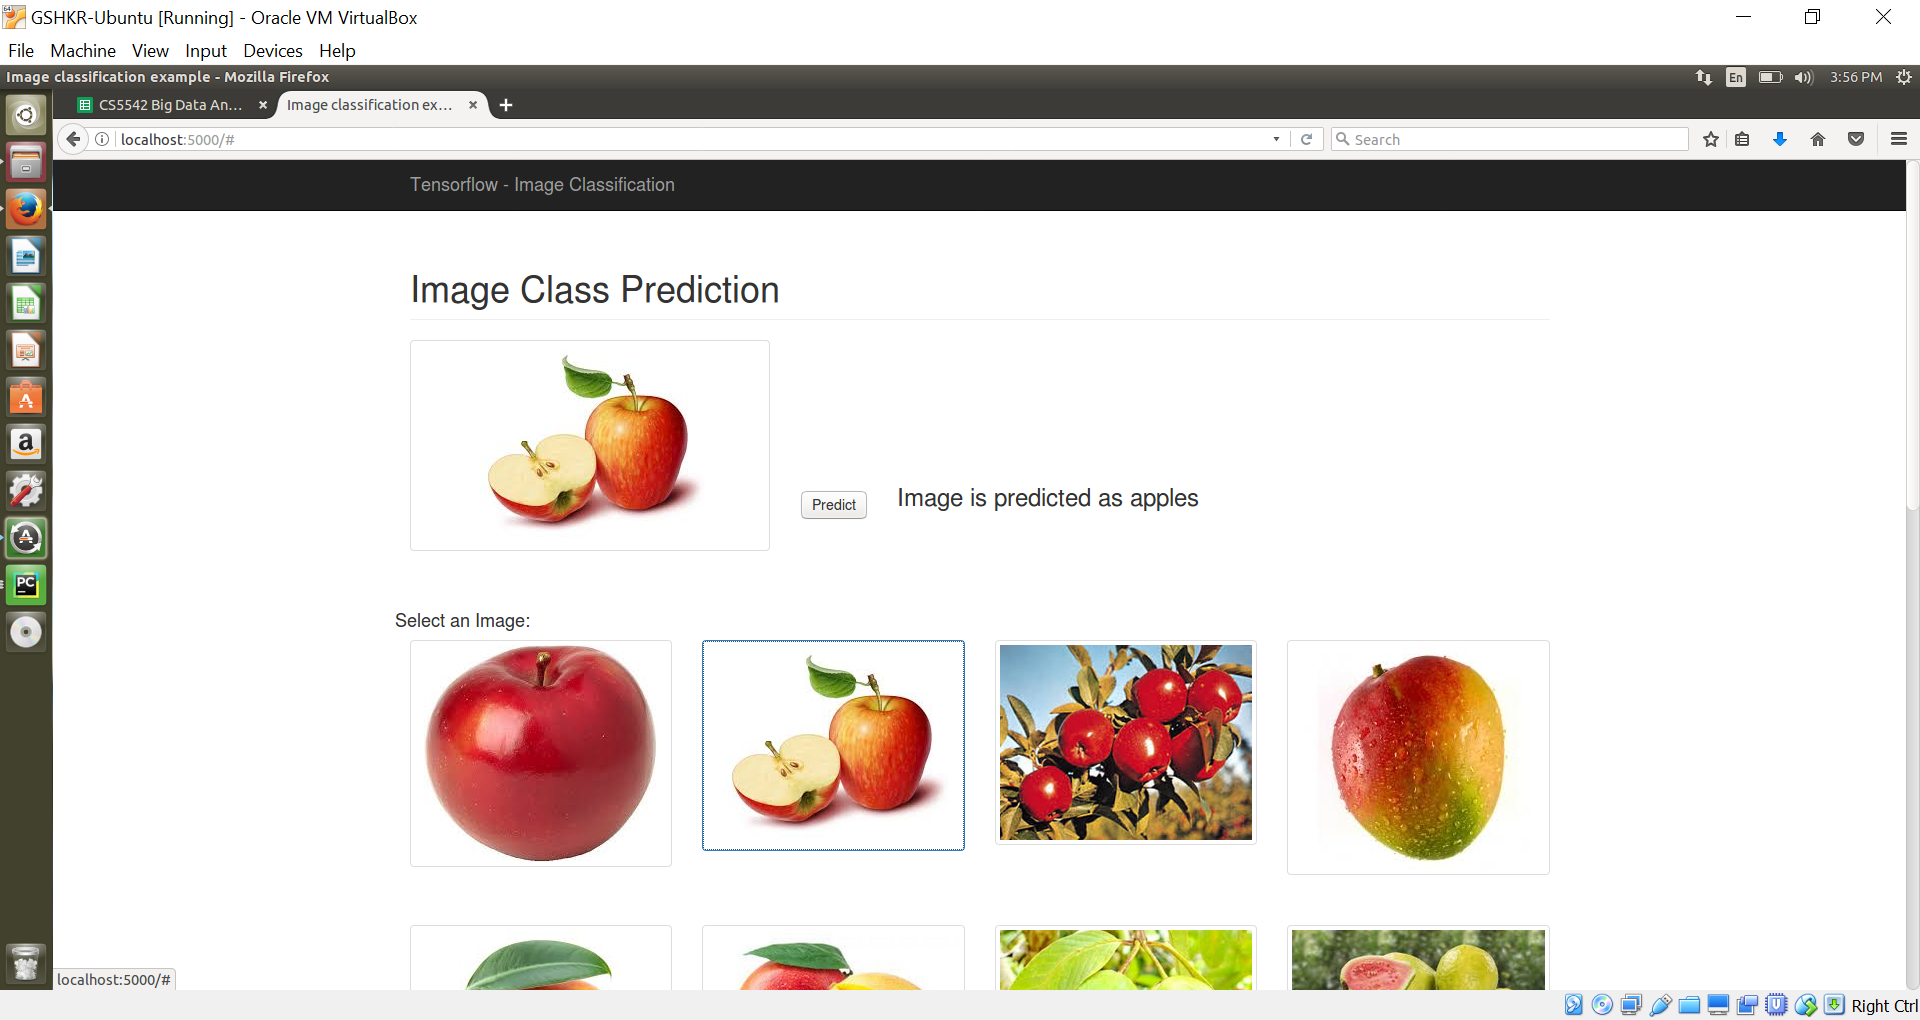 GSHKR-Ubuntu [Running] - Oracle VM VirtualBox
File Machine View Input Devices Help
Image classification example - Mozilla Firefox
En 3:56 PM
CS5542 Big Data An... Image classification ex...
localhost:5000/# Search
Tensorflow - Image Classification
Image Class Prediction
Predict Image is predicted as apples
Select an Image:
PC
localhost:5000/#
Right Ctrl